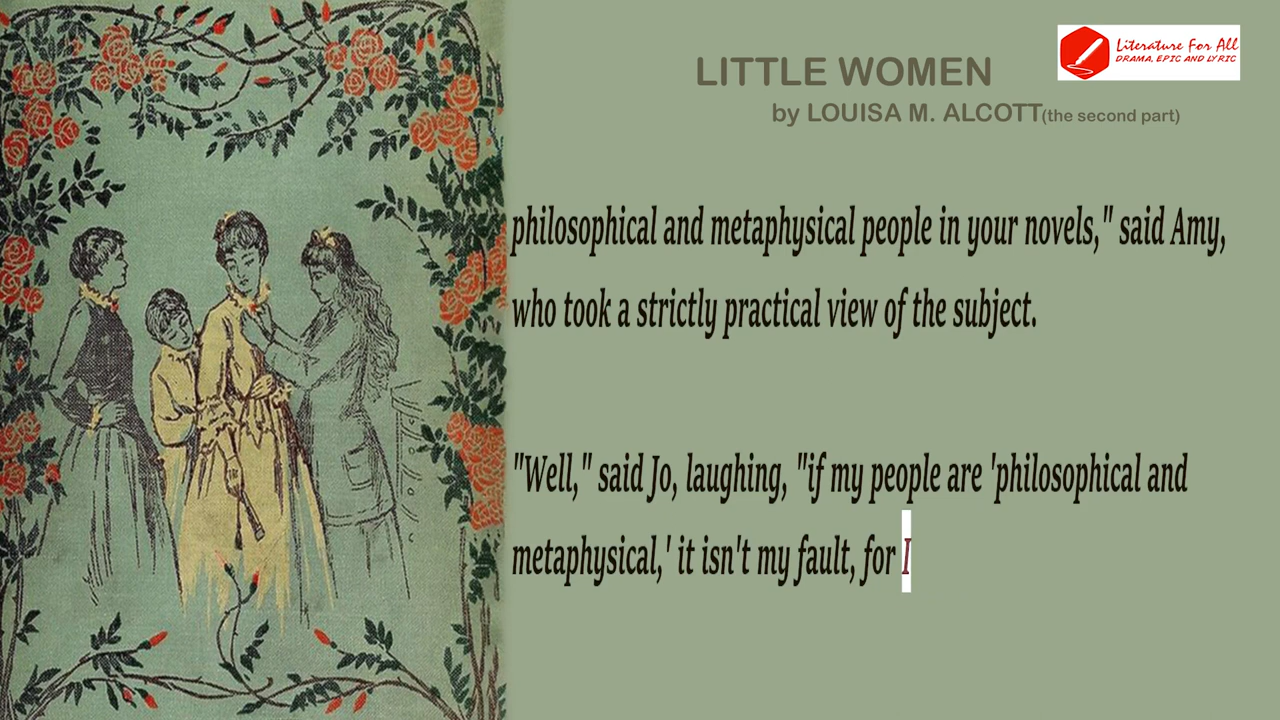 LITTLE WOMEN
by LOUISA M. ALCOTT(the second part)
Literature For All
DRAMA, EPIC AND LYRIC
philosophical and metaphysical people in your novels," said Amy,
who took a strictly practical view of the subject.
"Well," said Jo, laughing, "if my people are 'philosophical and
metaphysical,' it isn't my fault, for I